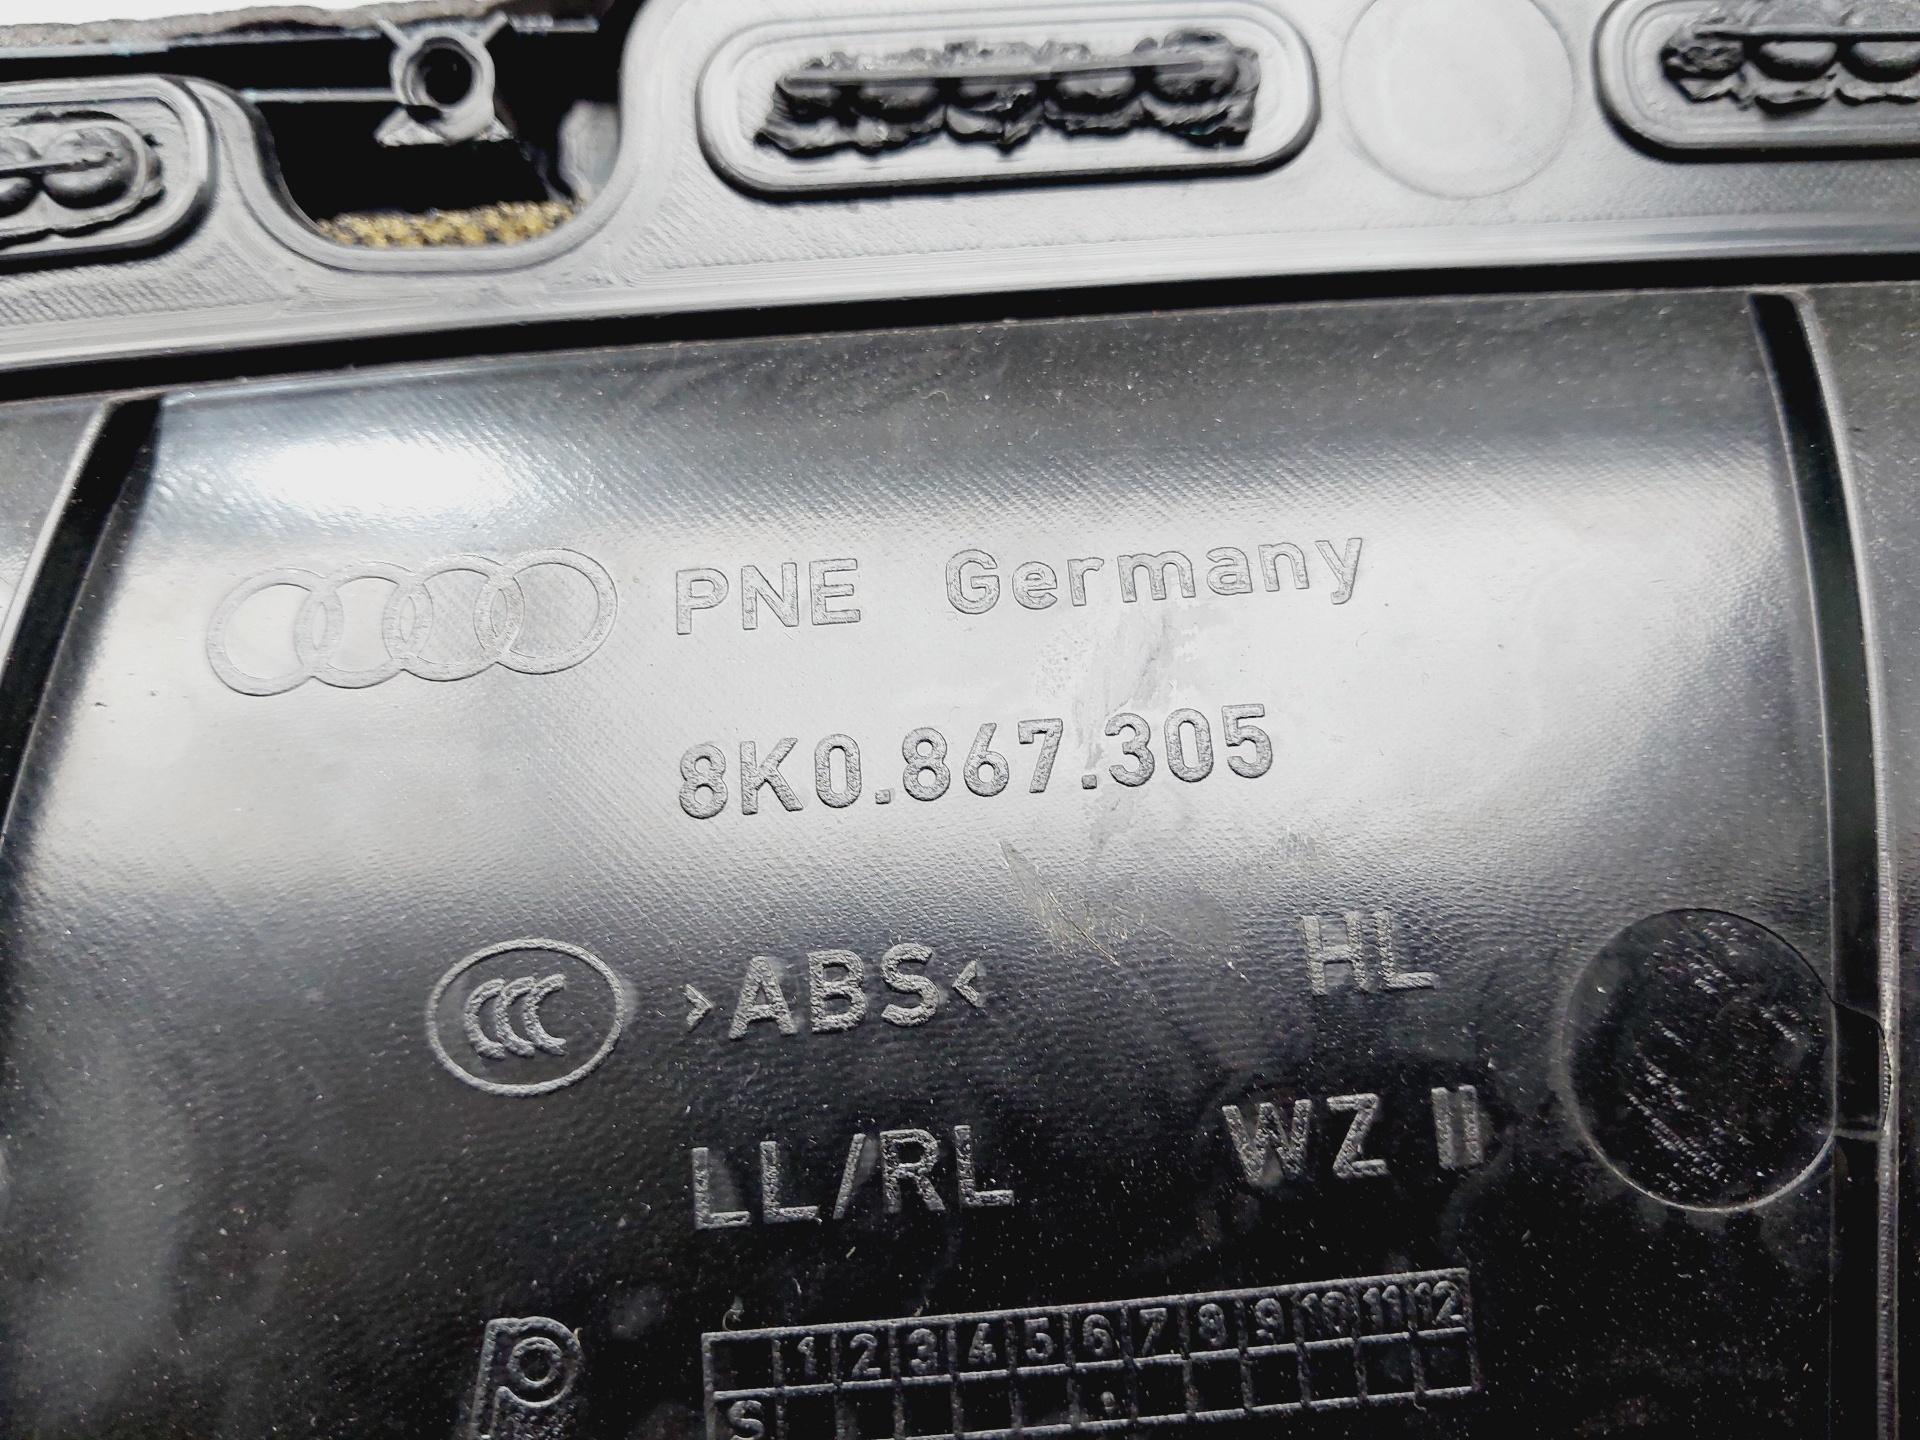 PNE Germany
8K0.867.305
CCC >ABS< HL
LL/RL WZ II
1 2 3 4 5 6 7 8 9 10 11 12
S